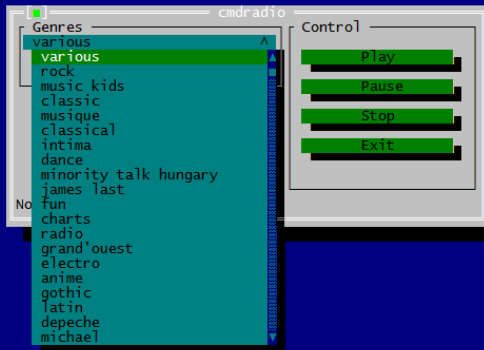 cmdradio
Genres
various ^
various
rock
music kids
classic
musique
classical
intima
dance
minority talk hungary
james last
fun
charts
radio
grand'ouest
electro
anime
gothic
latin
depeche
michael
No
Control
Play
Pause
Stop
Exit